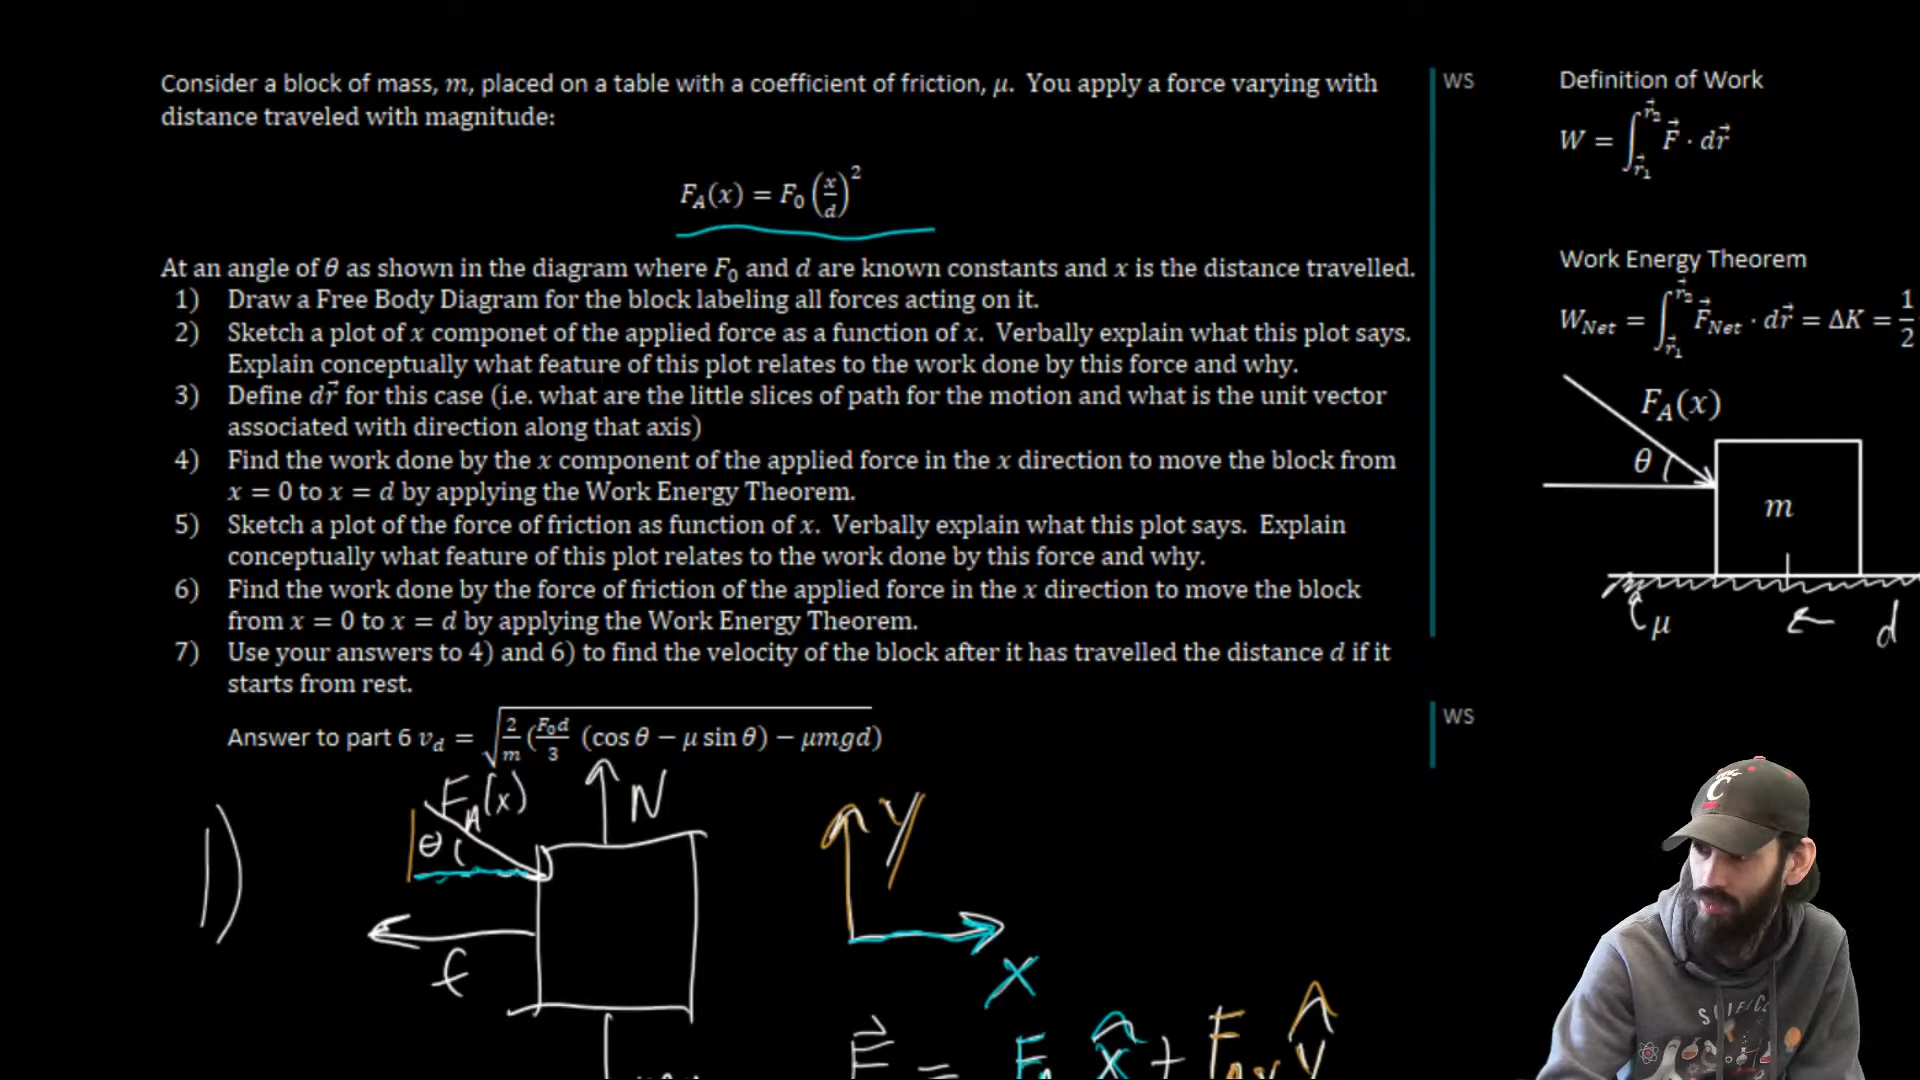 Consider a block of mass, m, placed on a table with a coefficient of friction, μ. You apply a force varying with
distance traveled with magnitude:
F_A(x) = F_0 (x/d)^2
At an angle of θ as shown in the diagram where F_0 and d are known constants and x is the distance travelled.
1) Draw a Free Body Diagram for the block labeling all forces acting on it.
2) Sketch a plot of x componet of the applied force as a function of x. Verbally explain what this plot says.
Explain conceptually what feature of this plot relates to the work done by this force and why.
3) Define dr⃗ for this case (i.e. what are the little slices of path for the motion and what is the unit vector
associated with direction along that axis)
4) Find the work done by the x component of the applied force in the x direction to move the block from
x = 0 to x = d by applying the Work Energy Theorem.
5) Sketch a plot of the force of friction as function of x. Verbally explain what this plot says. Explain
conceptually what feature of this plot relates to the work done by this force and why.
6) Find the work done by the force of friction of the applied force in the x direction to move the block
from x = 0 to x = d by applying the Work Energy Theorem.
7) Use your answers to 4) and 6) to find the velocity of the block after it has travelled the distance d if it
starts from rest.
Answer to part 6 v_d = √(2/m (F_0d/3 (cos θ − μ sin θ) − μmgd))
WS
WS
Definition of Work
W = ∫_{r⃗_1}^{r⃗_2} F⃗ · dr⃗
Work Energy Theorem
W_Net = ∫_{r⃗_1}^{r⃗_2} F⃗_Net · dr⃗ = ΔK = 1/2
F_A(x)
θ
m
μ
d
1)
F_A(x)
θ
N
f
y
x
F⃗ = F x̂ + F ŷ
SCIENCE
C